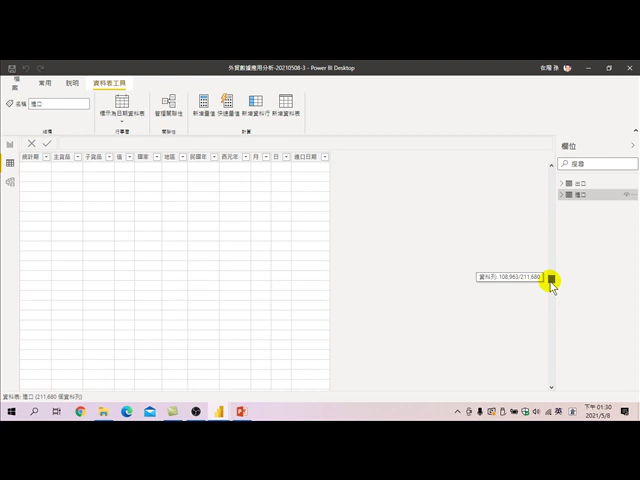 外貿數據應用分析-20210508-3 - Power BI Desktop
檔案 常用 說明 資料表工具
名稱 進口
標示為日期資料表 管理關聯性 新增量值 快速量值 新增資料行 新增資料表
結構 行事曆 關聯性 計算
統計期 主貨品 子貨品 值 國家 地區 民國年 西元年 月 日 進口日期
欄位
搜尋
出口
進口
資料列: 108,963/211,680
資料表: 進口 (211,680 個資料列)
英
下午 01:30
2021/5/8